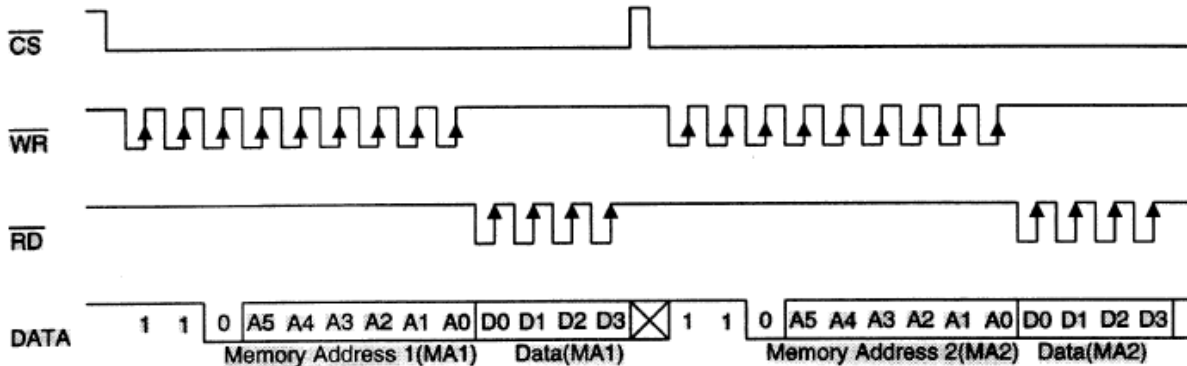 CS
WR
RD
DATA 1 1 0 A5 A4 A3 A2 A1 A0 D0 D1 D2 D3 1 1 0 A5 A4 A3 A2 A1 A0 D0 D1 D2 D3
Memory Address 1(MA1) Data(MA1) Memory Address 2(MA2) Data(MA2)